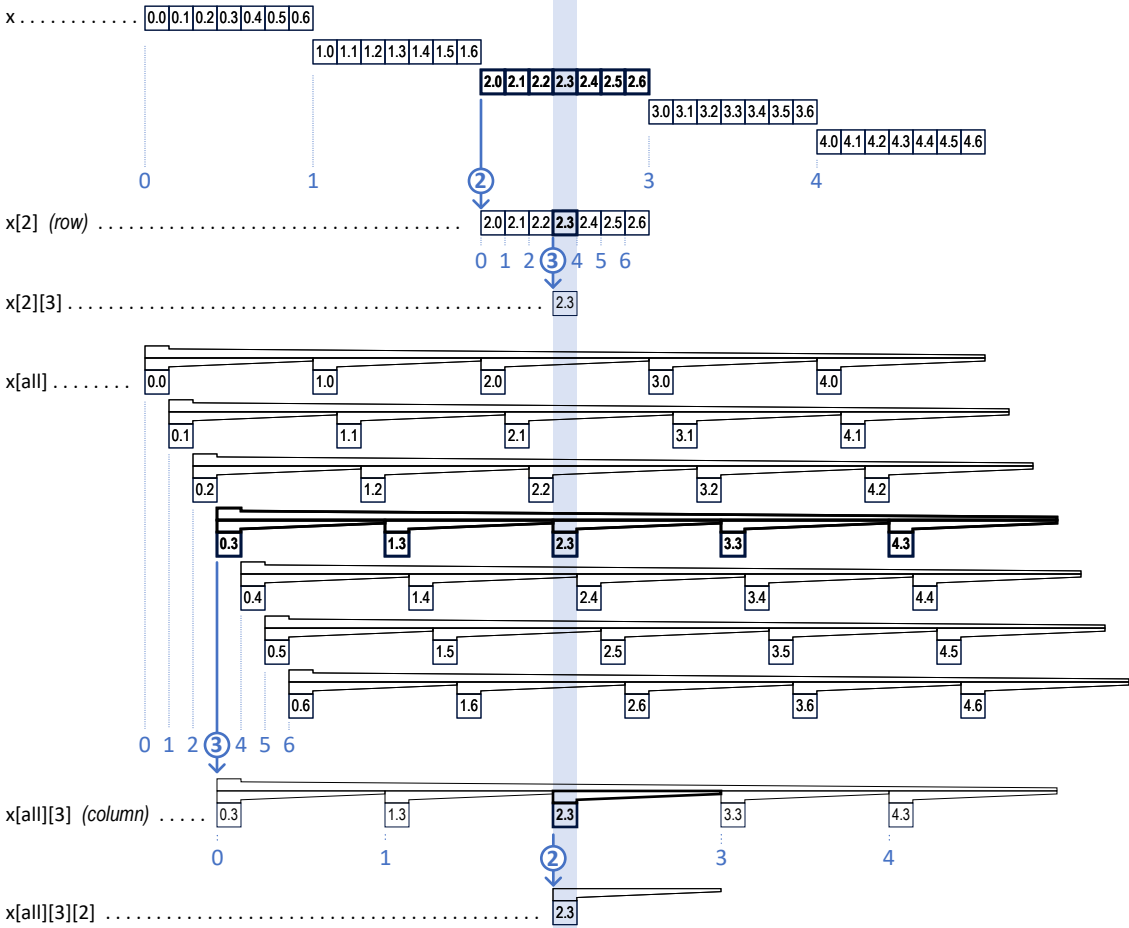 x . . . . . . . . . . . . 0.0 0.1 0.2 0.3 0.4 0.5 0.6
1.0 1.1 1.2 1.3 1.4 1.5 1.6
2.0 2.1 2.2 2.3 2.4 2.5 2.6
3.0 3.1 3.2 3.3 3.4 3.5 3.6
4.0 4.1 4.2 4.3 4.4 4.5 4.6
0 1 2 3 4
x[2] (row) . . . . . . . . . . . . . . . . . . . . . . . . . . . . . . . . . . . . 2.0 2.1 2.2 2.3 2.4 2.5 2.6
0 1 2 3 4 5 6
x[2][3] . . . . . . . . . . . . . . . . . . . . . . . . . . . . . . . . . . . . . . . . . . . . . . . 2.3
x[all] . . . . . . . . 0.0 1.0 2.0 3.0 4.0
0.1 1.1 2.1 3.1 4.1
0.2 1.2 2.2 3.2 4.2
0.3 1.3 2.3 3.3 4.3
0.4 1.4 2.4 3.4 4.4
0.5 1.5 2.5 3.5 4.5
0.6 1.6 2.6 3.6 4.6
0 1 2 3 4 5 6
x[all][3] (column) . . . . . 0.3 1.3 2.3 3.3 4.3
0 1 2 3 4
x[all][3][2] . . . . . . . . . . . . . . . . . . . . . . . . . . . . . . . . . . . . . . . . . . . 2.3